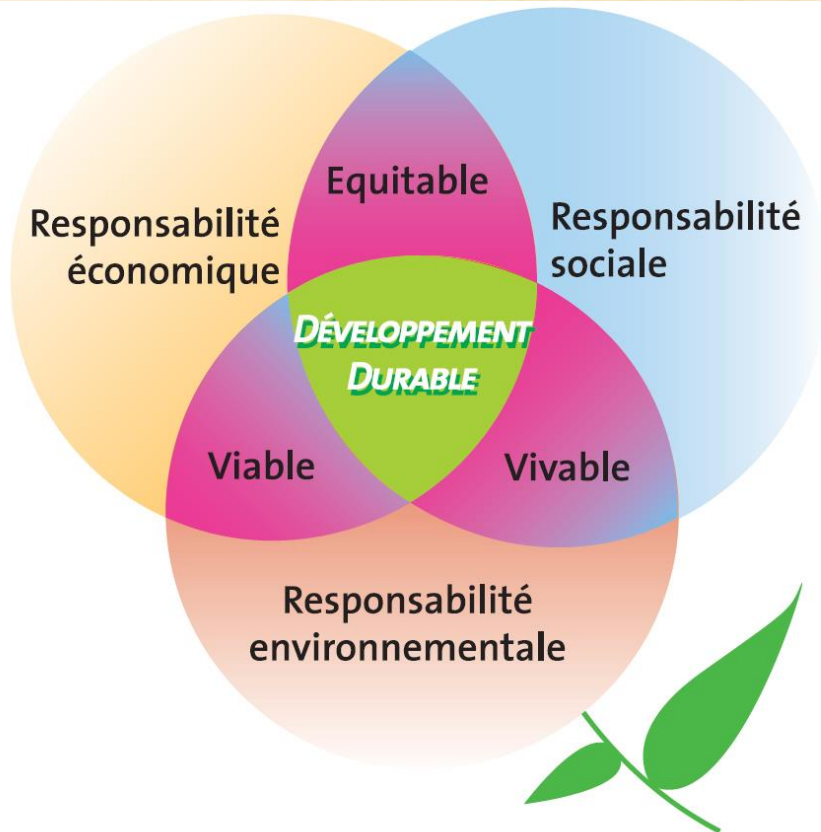 Equitable
Responsabilité
économique
Responsabilité
sociale
DÉVELOPPEMENT
DURABLE
Viable
Vivable
Responsabilité
environnementale